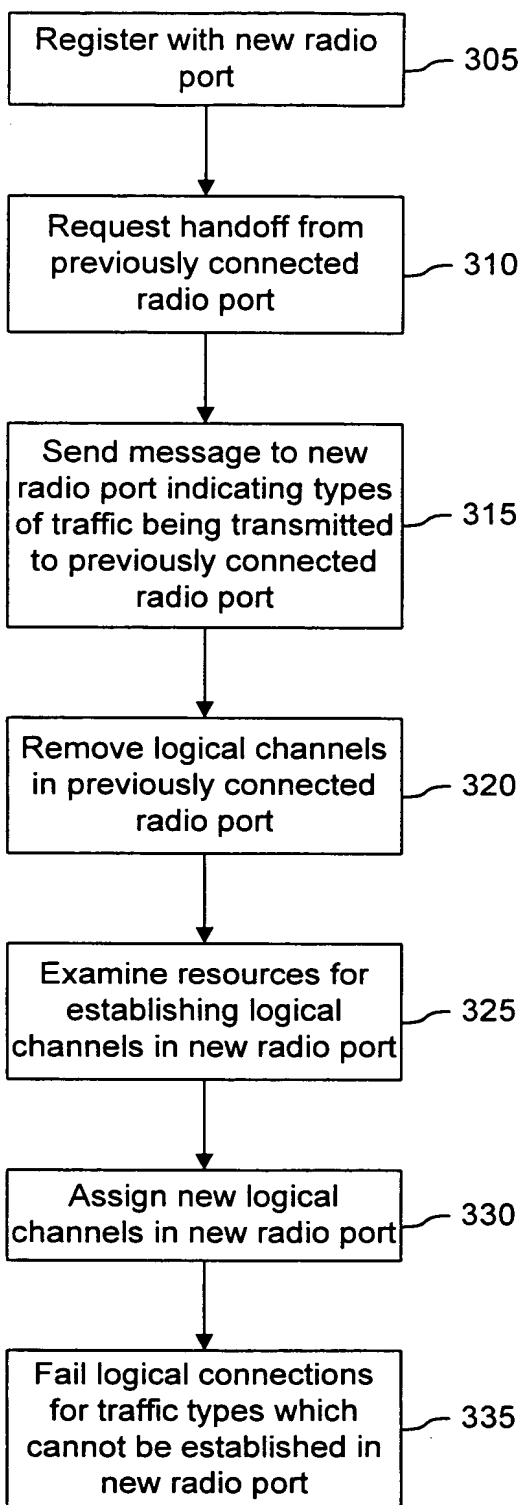 Register with new radio
port
305
Request handoff from
previously connected
radio port
310
Send message to new
radio port indicating types
of traffic being transmitted
to previously connected
radio port
315
Remove logical channels
in previously connected
radio port
320
Examine resources for
establishing logical
channels in new radio port
325
Assign new logical
channels in new radio port
330
Fail logical connections
for traffic types which
cannot be established in
new radio port
335